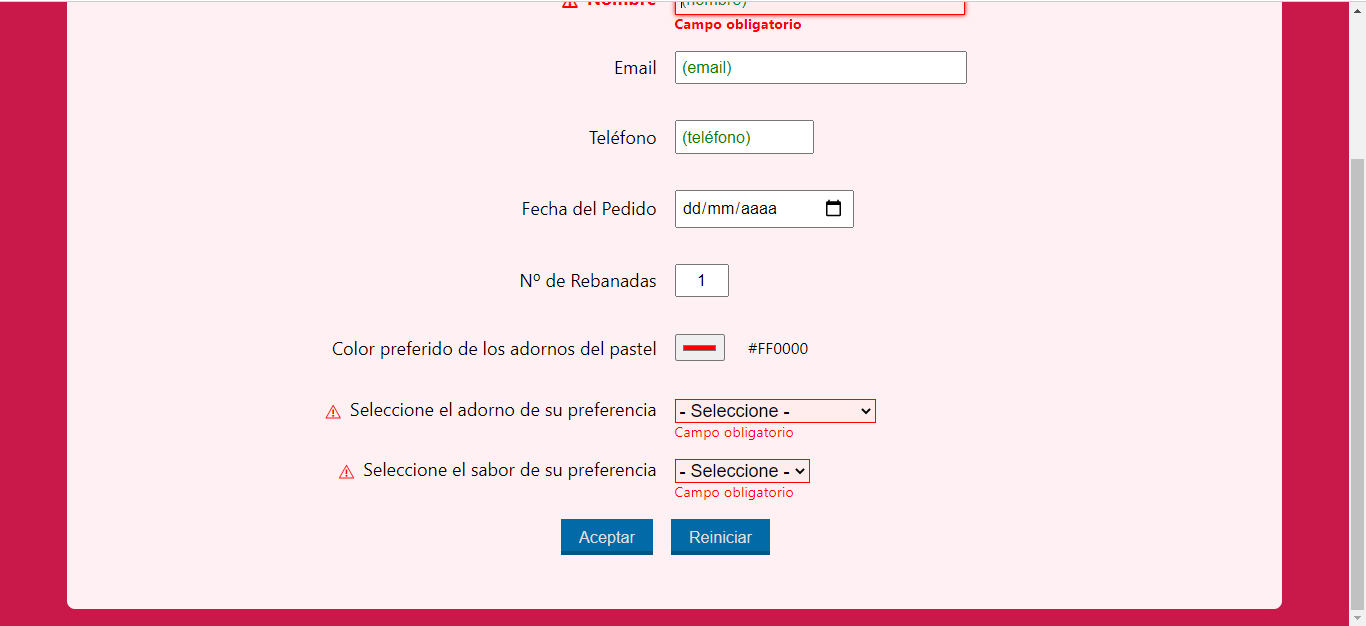 Nombre (nombre)
Campo obligatorio
Email (email)
Teléfono (teléfono)
Fecha del Pedido dd/mm/aaaa
Nº de Rebanadas 1
Color preferido de los adornos del pastel #FF0000
Seleccione el adorno de su preferencia - Seleccione -
Campo obligatorio
Seleccione el sabor de su preferencia - Seleccione -
Campo obligatorio
Aceptar Reiniciar